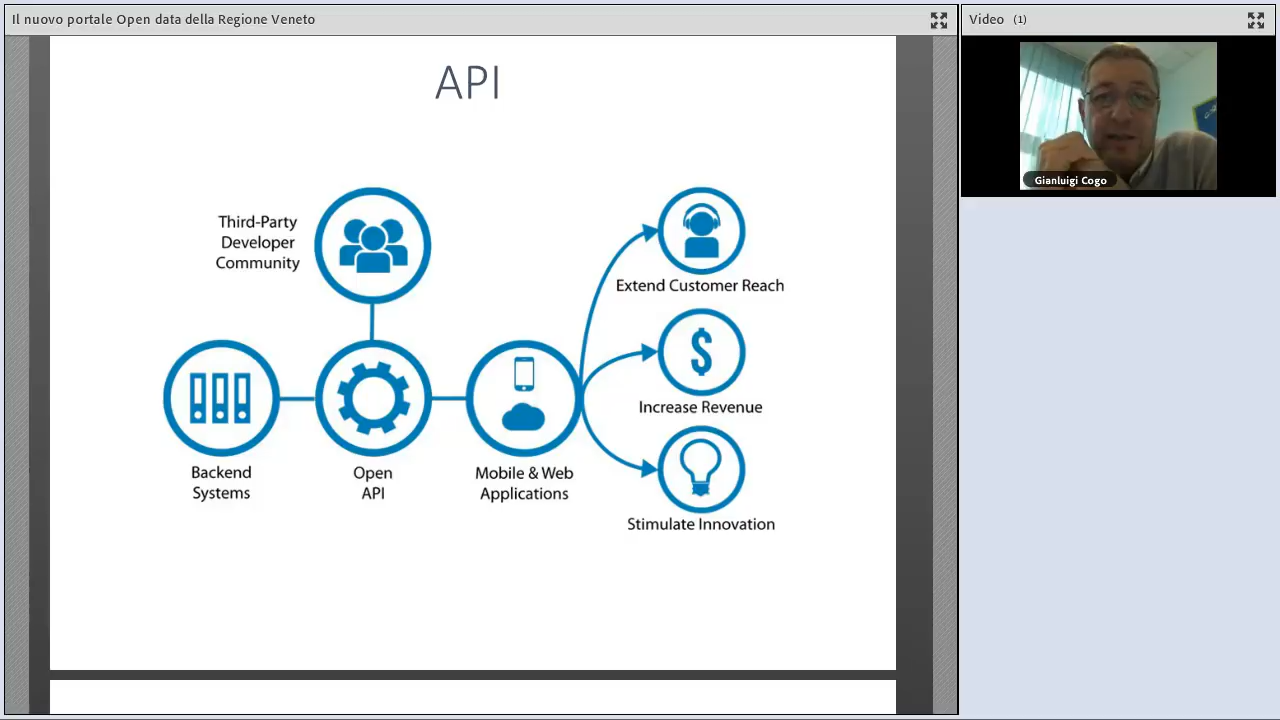 Il nuovo portale Open data della Regione Veneto
Video (1)
API
Gianluigi Cogo
Third-Party
Developer
Community
Extend Customer Reach
$
Increase Revenue
Backend
Systems
Open
API
Mobile & Web
Applications
Stimulate Innovation